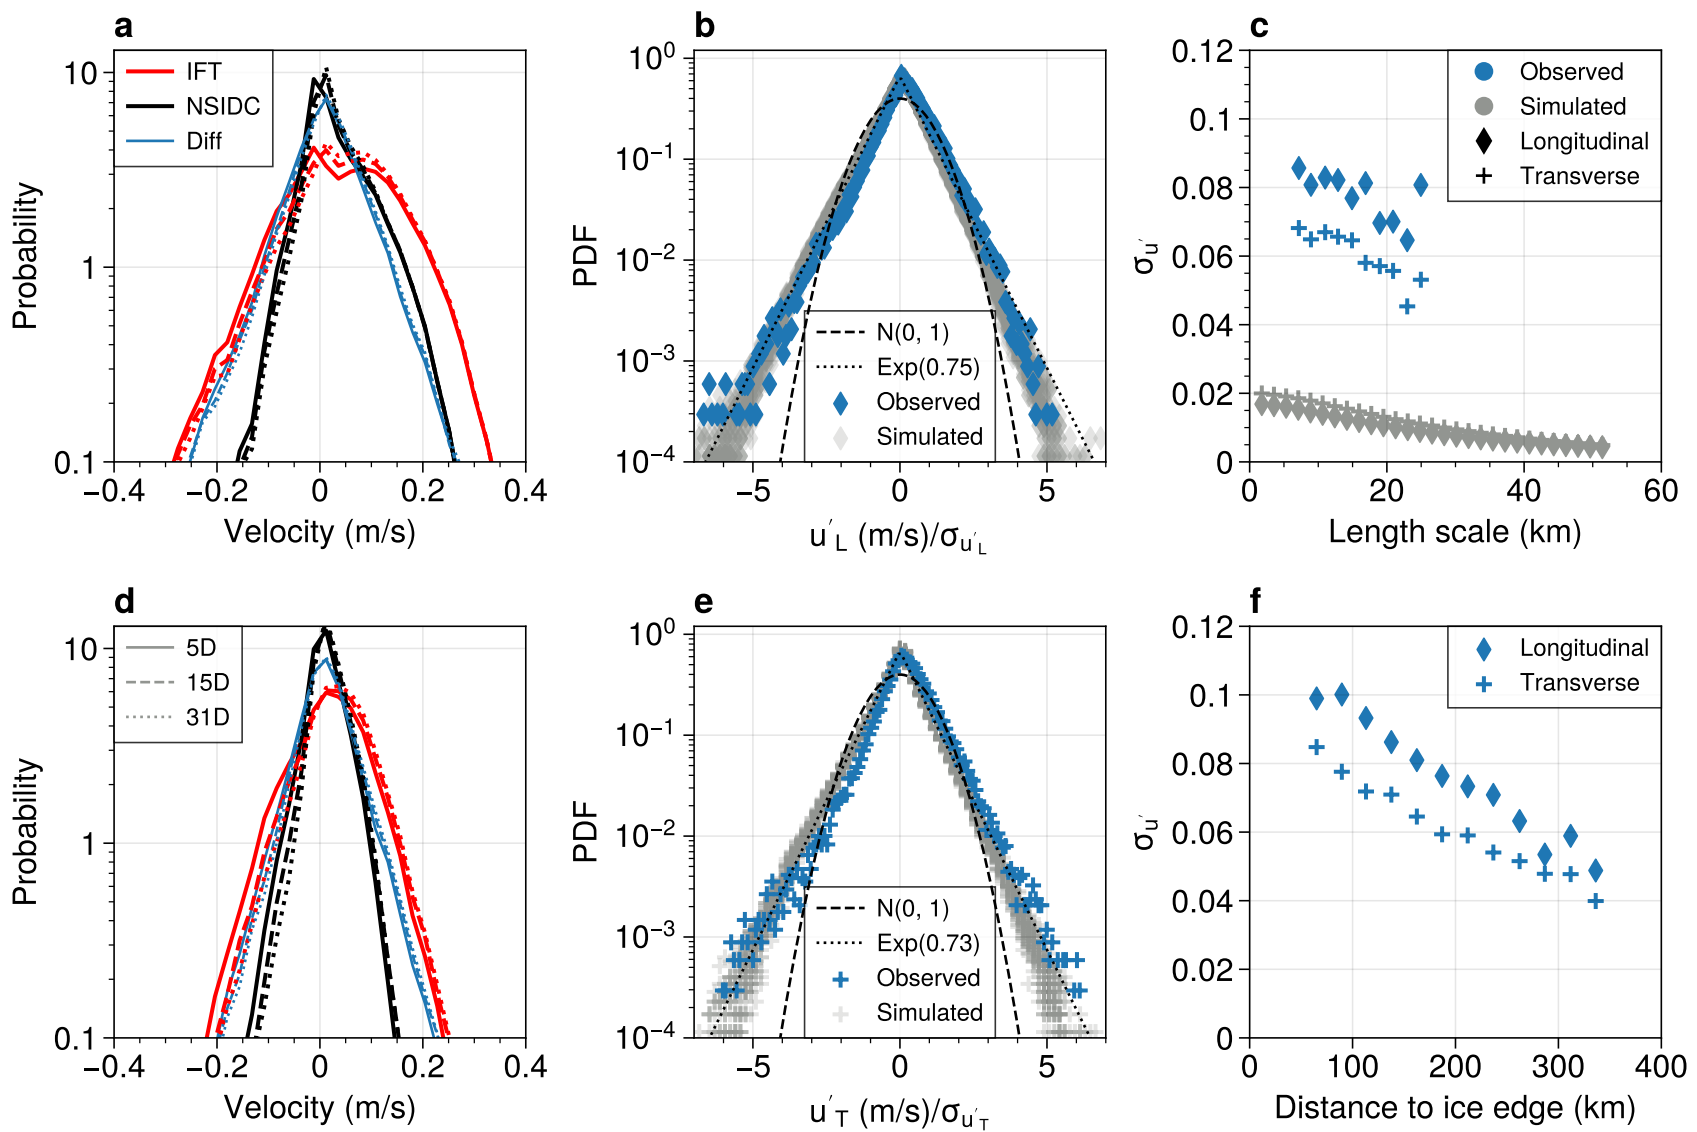 a
IFT
NSIDC
Diff
10
1
0.1
−0.4
−0.2
0
0.2
0.4
Probability
Velocity (m/s)
b
10⁰
10⁻¹
10⁻²
10⁻³
10⁻⁴
N(0, 1)
Exp(0.75)
Observed
Simulated
−5
0
5
PDF
u′L (m/s)/σu′L
c
Observed
Simulated
Longitudinal
Transverse
0.12
0.1
0.08
0.06
0.04
0.02
0
0
20
40
60
σu′
Length scale (km)
d
5D
15D
31D
10
1
0.1
−0.4
−0.2
0
0.2
0.4
Probability
Velocity (m/s)
e
10⁰
10⁻¹
10⁻²
10⁻³
10⁻⁴
N(0, 1)
Exp(0.73)
Observed
Simulated
−5
0
5
PDF
u′T (m/s)/σu′T
f
Longitudinal
Transverse
0.12
0.1
0.08
0.06
0.04
0.02
0
0
100
200
300
400
σu′
Distance to ice edge (km)